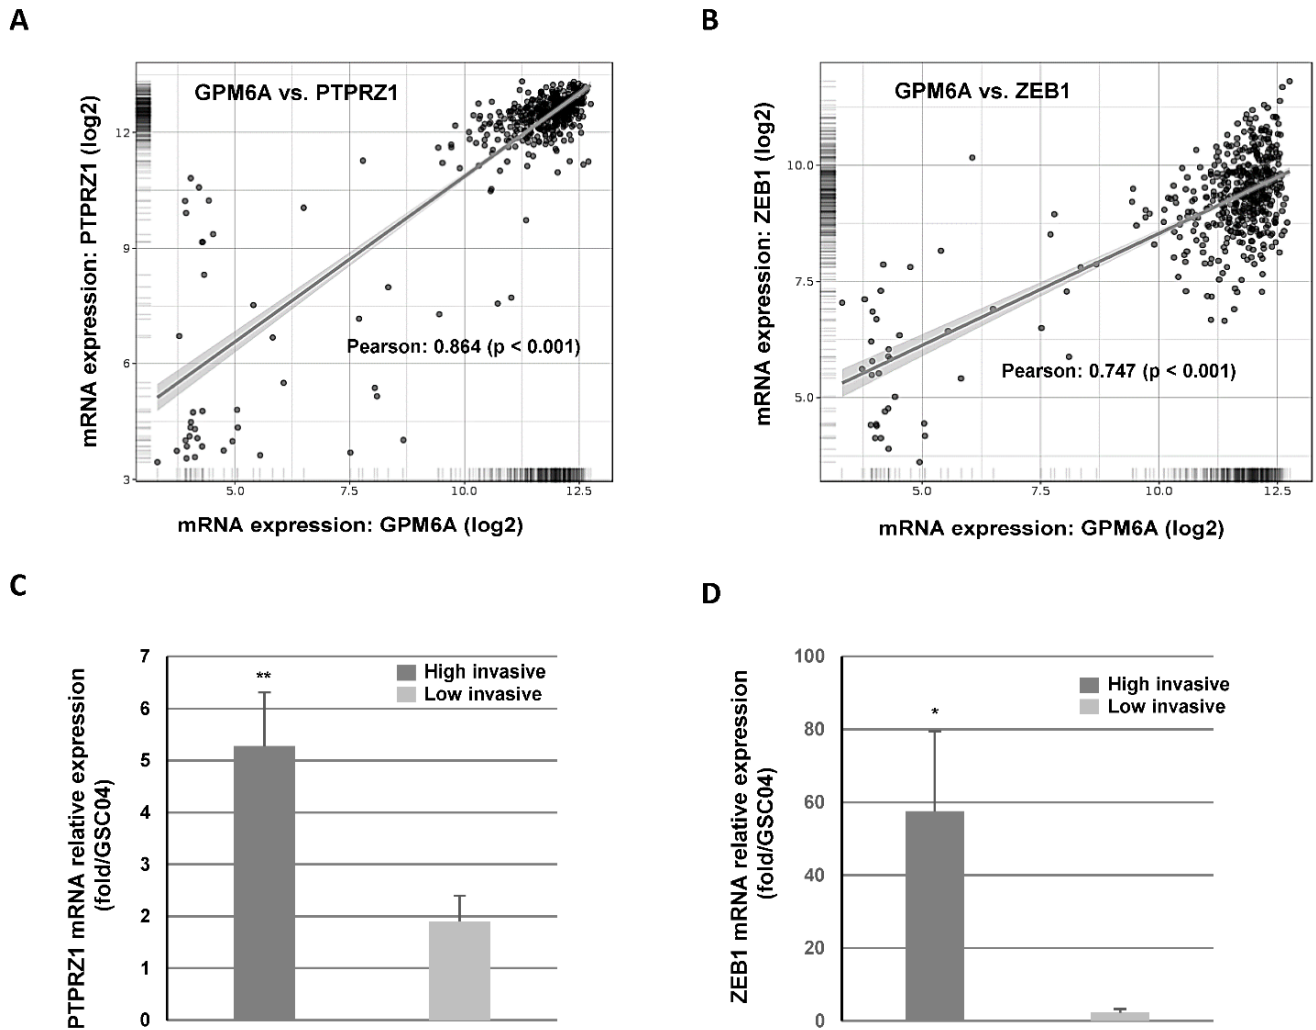 A
GPM6A vs. PTPRZ1
mRNA expression: PTPRZ1 (log2)
12
9
6
3
Pearson: 0.864 (p < 0.001)
5.0 7.5 10.0 12.5
mRNA expression: GPM6A (log2)
B
GPM6A vs. ZEB1
mRNA expression: ZEB1 (log2)
10.0
7.5
5.0
Pearson: 0.747 (p < 0.001)
5.0 7.5 10.0 12.5
mRNA expression: GPM6A (log2)
C
PTPRZ1 mRNA relative expression
(fold/GSC04)
7
6
5
4
3
2
1
0
**
High invasive
Low invasive
D
ZEB1 mRNA relative expression
(fold/GSC04)
100
80
60
40
20
0
*
High invasive
Low invasive